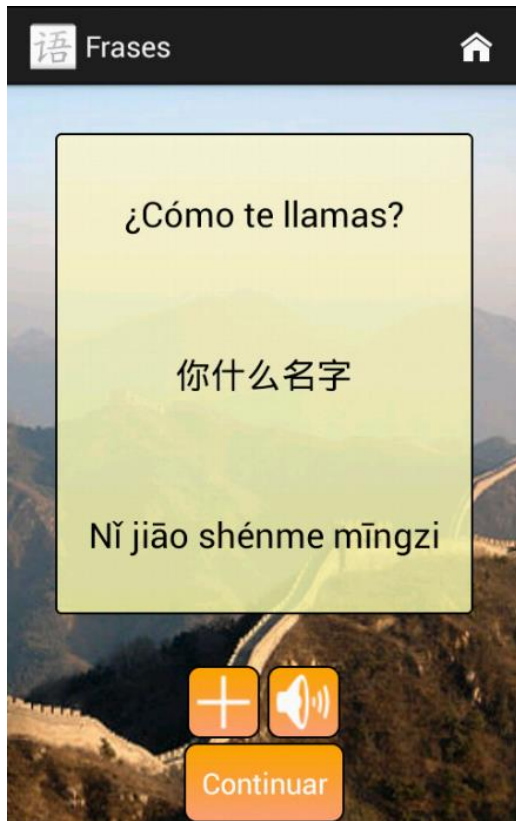 语 Frases
¿Cómo te llamas?
你什么名字
Nǐ jiāo shénme mīngzi
Continuar